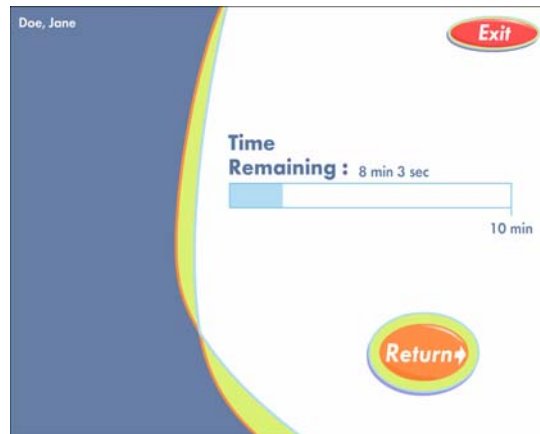 Doe, Jane
Exit
Time
Remaining : 8 min 3 sec
10 min
Return